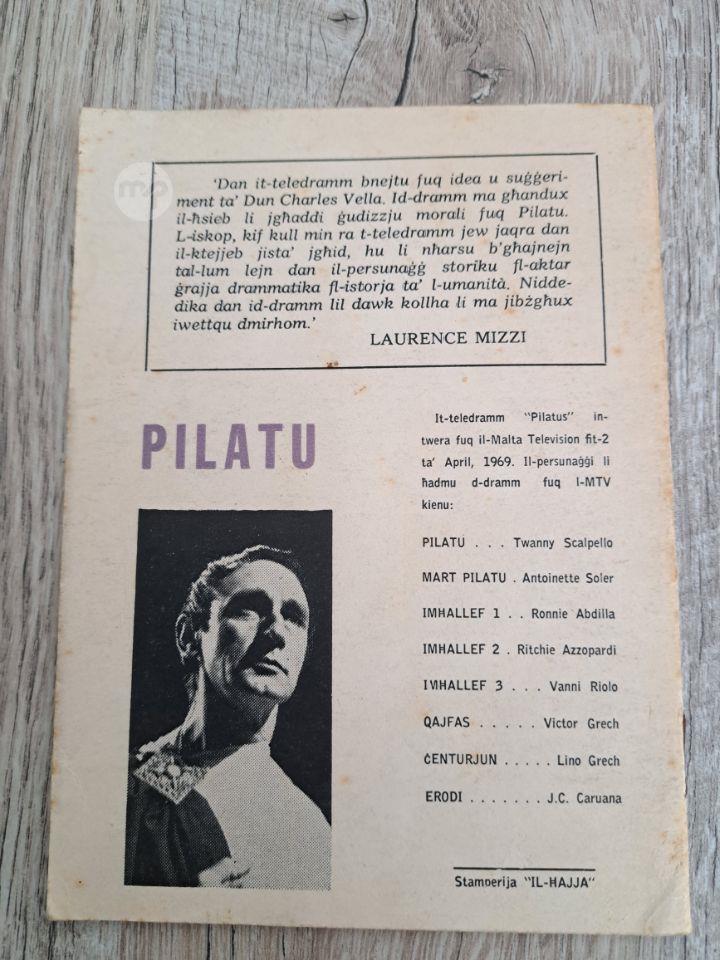 'Dan it-teledramm bnejtu fuq idea u suġġeri-
ment ta' Dun Charles Vella. Id-dramm ma għandux
il-ħsieb li jgħaddi ġudizzju morali fuq Pilatu.
L-iskop, kif kull min ra t-teledramm jew jaqra dan
il-ktejjeb jista' jgħid, hu li nħarsu b'għajnejn
tal-lum lejn dan il-persunaġġ storiku fl-aktar
ġrajja drammatika fl-istorja ta' l-umanità. Nidde-
dika dan id-dramm lil dawk kollha li ma jibżgħux
iwettqu dmirhom.'
LAURENCE MIZZI
PILATU
It-teledramm "Pilatus" in-
twera fuq il-Malta Television fit-2
ta' April, 1969. Il-persunaġġi li
ħadmu d-dramm fuq l-MTV
kienu:
PILATU . . . Twanny Scalpello
MART PILATU . Antoinette Soler
IMHALLEF 1 . . Ronnie Abdilla
IMHALLEF 2 . Ritchie Azzopardi
IMHALLEF 3 . . . Vanni Riolo
QAJFAS . . . . . Victor Grech
ĊENTURJUN . . . . . Lino Grech
ERODI . . . . . . . J.C. Caruana
Stamperija "IL-HAJJA"